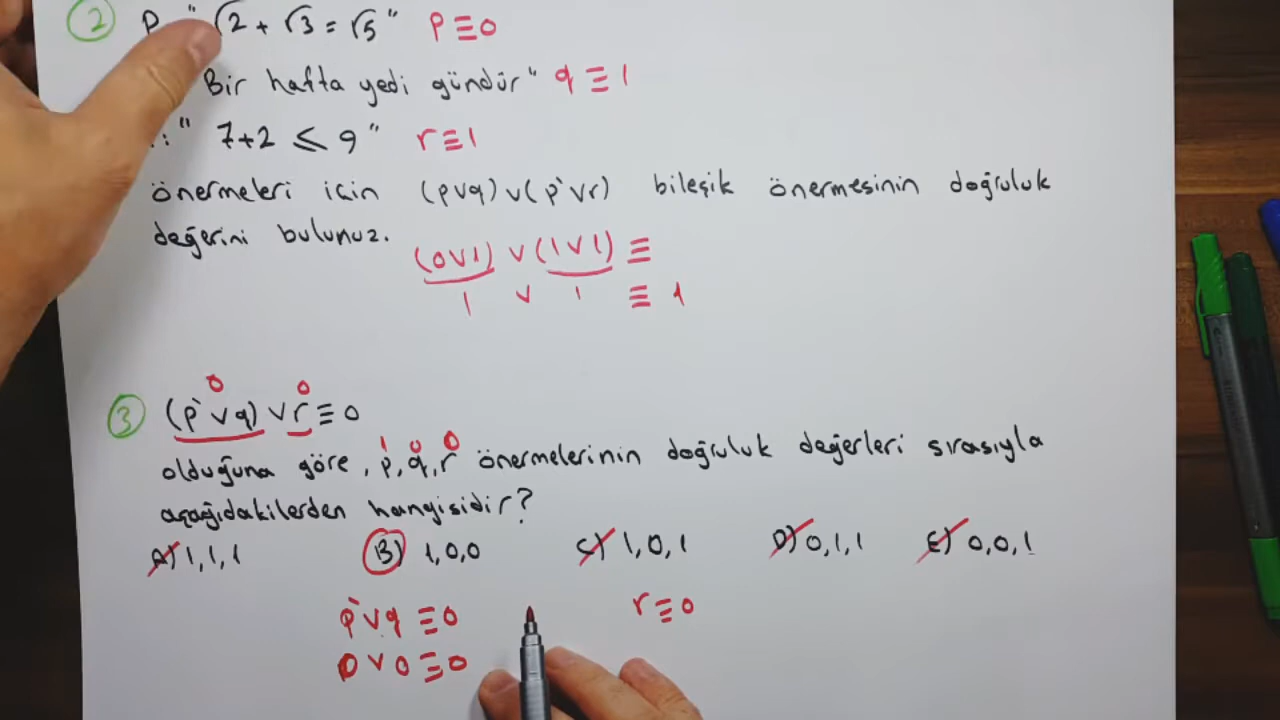 2 P " √2 + √3 = √5 " p ≡ 0
Bir hafta yedi gündür" q ≡ 1
: " 7+2 ≤ 9 " r ≡ 1
önermeleri için (p∨q)∨(p'∨r) bileşik önermesinin doğruluk
değerini bulunuz.
(0∨1) ∨ (1∨1) ≡
1 ∨ 1 ≡ 1
0 0
3 (p'∨q) ∨ r ≡ 0
1 0 0
olduğuna göre, p, q, r önermelerinin doğruluk değerleri sırasıyla
aşağıdakilerden hangisidir?
A) 1, 1, 1 B) 1, 0, 0 C) 1, 0, 1 D) 0, 1, 1 E) 0, 0, 1
p'∨q ≡ 0 r ≡ 0
0 ∨ 0 ≡ 0